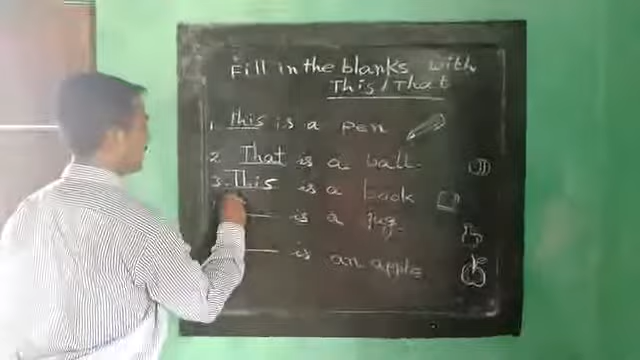 Fill in the blanks with
This/That
1. This is a pen
2. That is a ball.
3. This is a book
is a jug.
is an apple